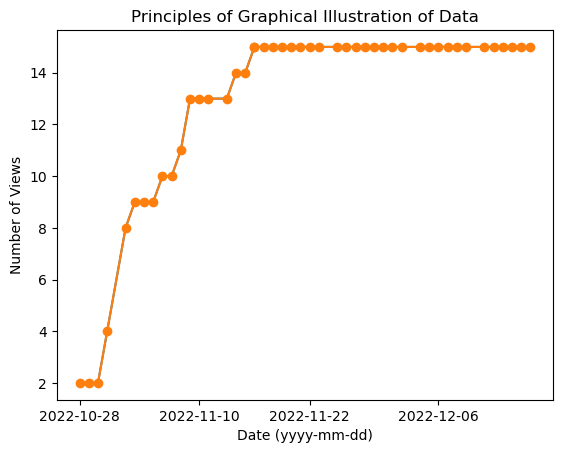 Principles of Graphical Illustration of Data
14
12
10
8
6
4
2
Number of Views
2022-10-28 2022-11-10 2022-11-22 2022-12-06
Date (yyyy-mm-dd)